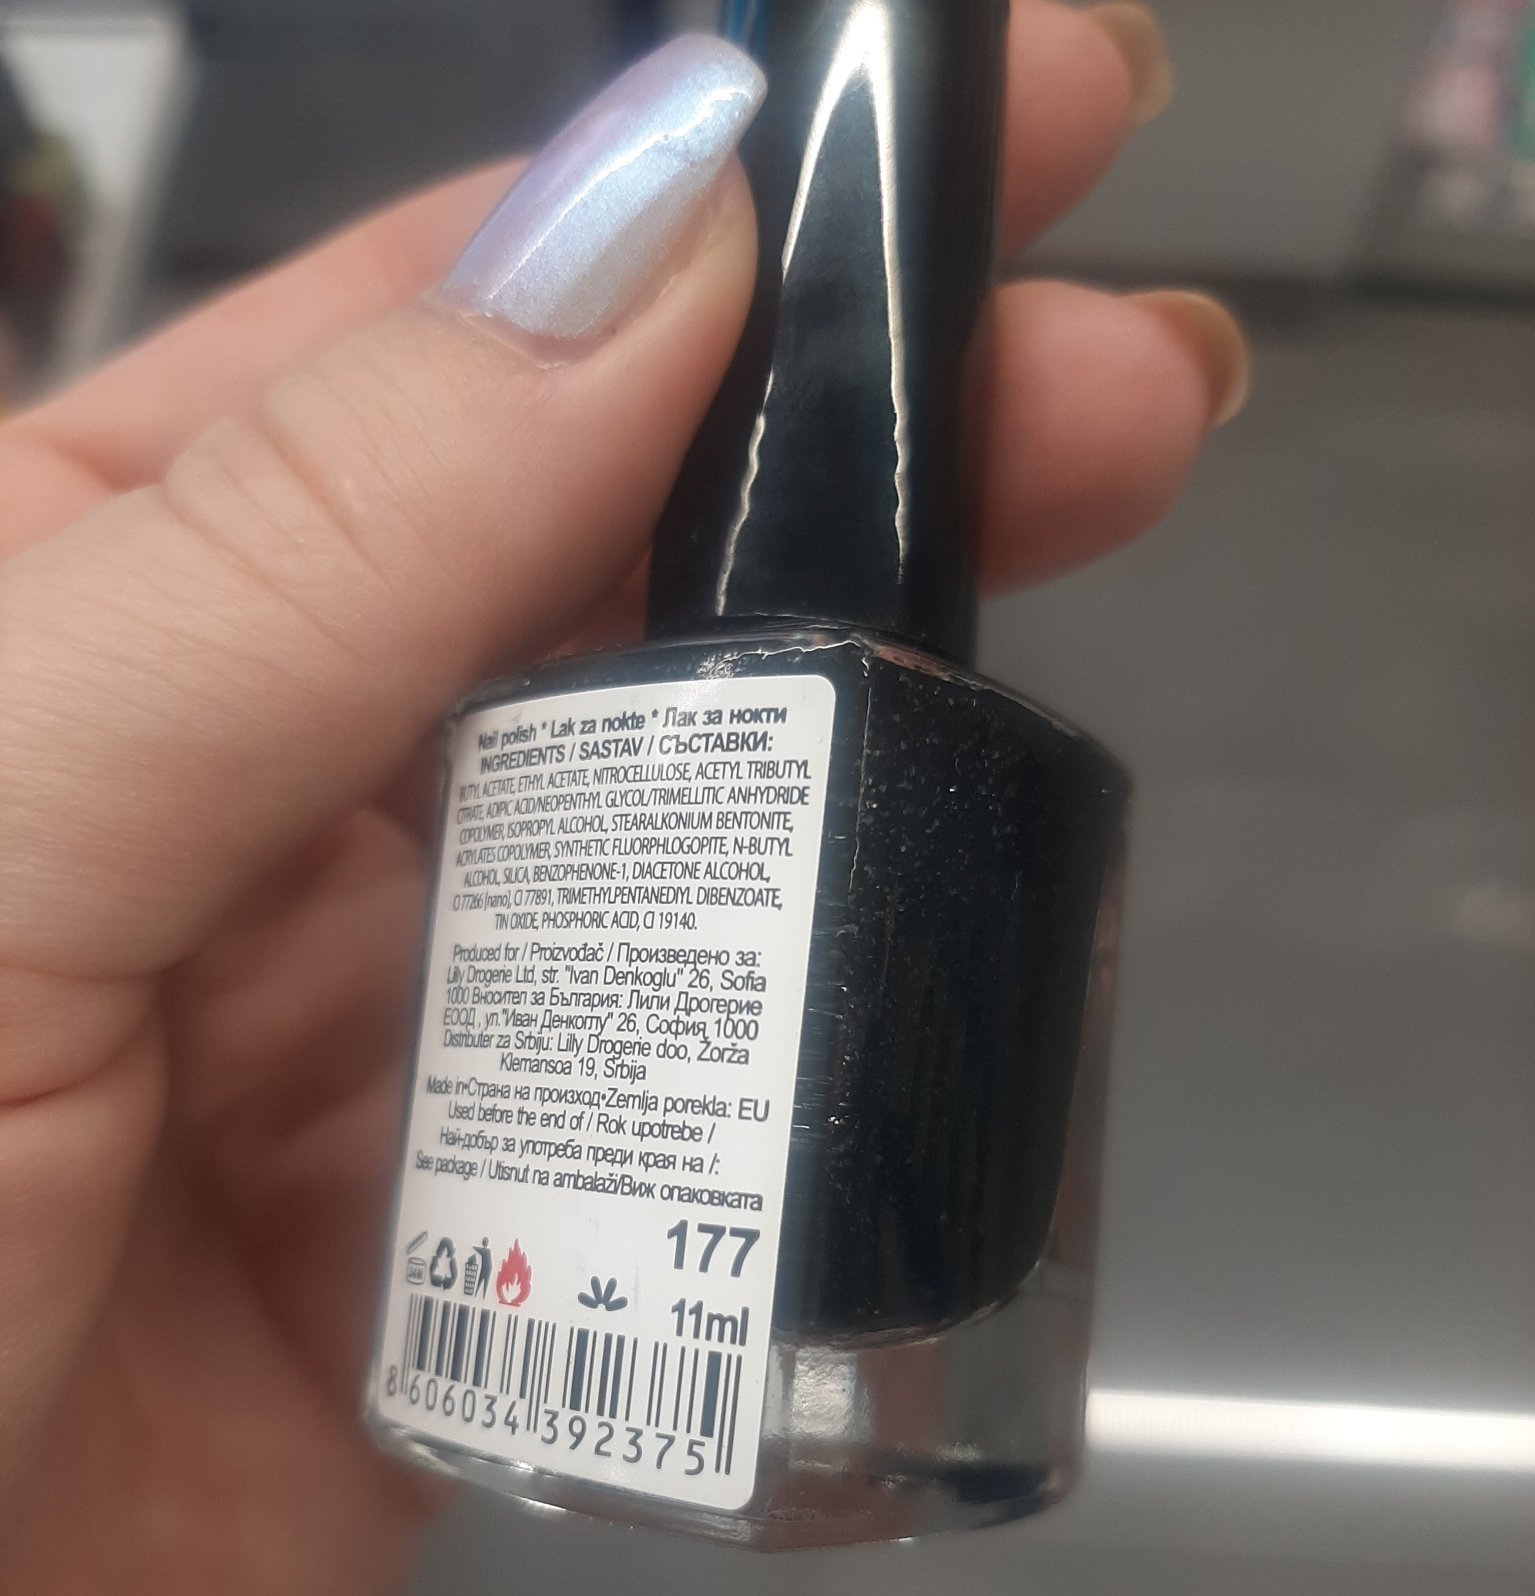 Nail polish * Lak za nokte * Лак за нокти
INGREDIENTS / SASTAV / СЪСТАВКИ:
BUTYL ACETATE, ETHYL ACETATE, NITROCELLULOSE, ACETYL TRIBUTYL
CITRATE, ADIPIC ACID/NEOPENTHYL GLYCOL/TRIMELLITIC ANHYDRIDE
COPOLYMER, ISOPROPYL ALCOHOL, STEARALKONIUM BENTONITE,
ACRYLATES COPOLYMER, SYNTHETIC FLUORPHLOGOPITE, N-BUTYL
ALCOHOL, SILICA, BENZOPHENONE-1, DIACETONE ALCOHOL,
CI 77266 [nano], CI 77891, TRIMETHYLPENTANEDIYL DIBENZOATE,
TIN OXIDE, PHOSPHORIC ACID, CI 19140.
Produced for / Proizvođač / Произведено за:
Lilly Drogerie Ltd, str. "Ivan Denkoglu" 26, Sofia
1000 Вносител за България: Лили Дрогерие
ЕООД , ул."Иван Денкоглу" 26, София, 1000
Distributer za Srbiju: Lilly Drogerie doo, Žorža
Klemansoa 19, Srbija
Made in•Страна на произход•Zemlja porekla: EU
Used before the end of / Rok upotrebe /
Най-добър за употреба преди края на /:
See package / Utisnut na ambalaži/Виж опаковката
177
11ml
8 606034 392375